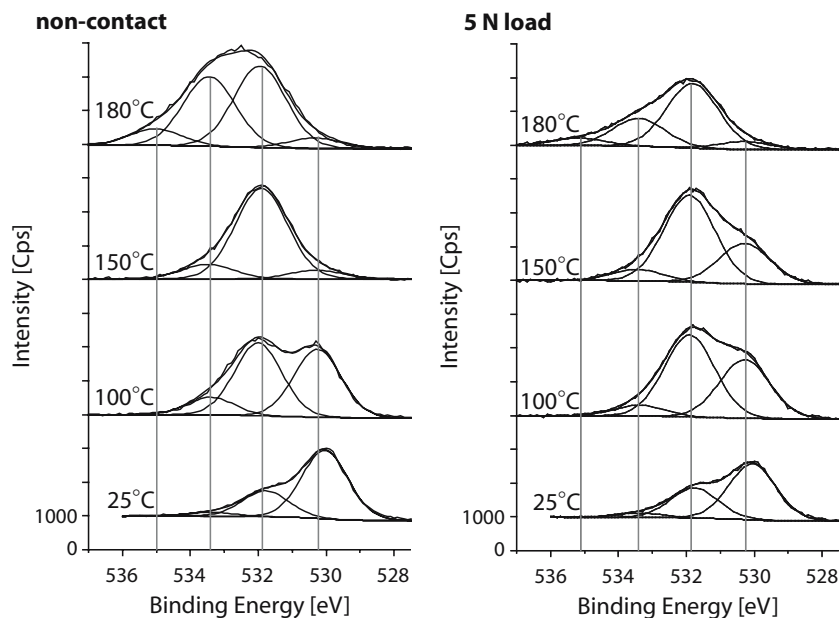 non-contact
5 N load
180°C
150°C
100°C
25°C
1000
0
536
534
532
530
528
Binding Energy [eV]
Intensity [Cps]
180°C
150°C
100°C
25°C
1000
0
536
534
532
530
528
Binding Energy [eV]
Intensity [Cps]